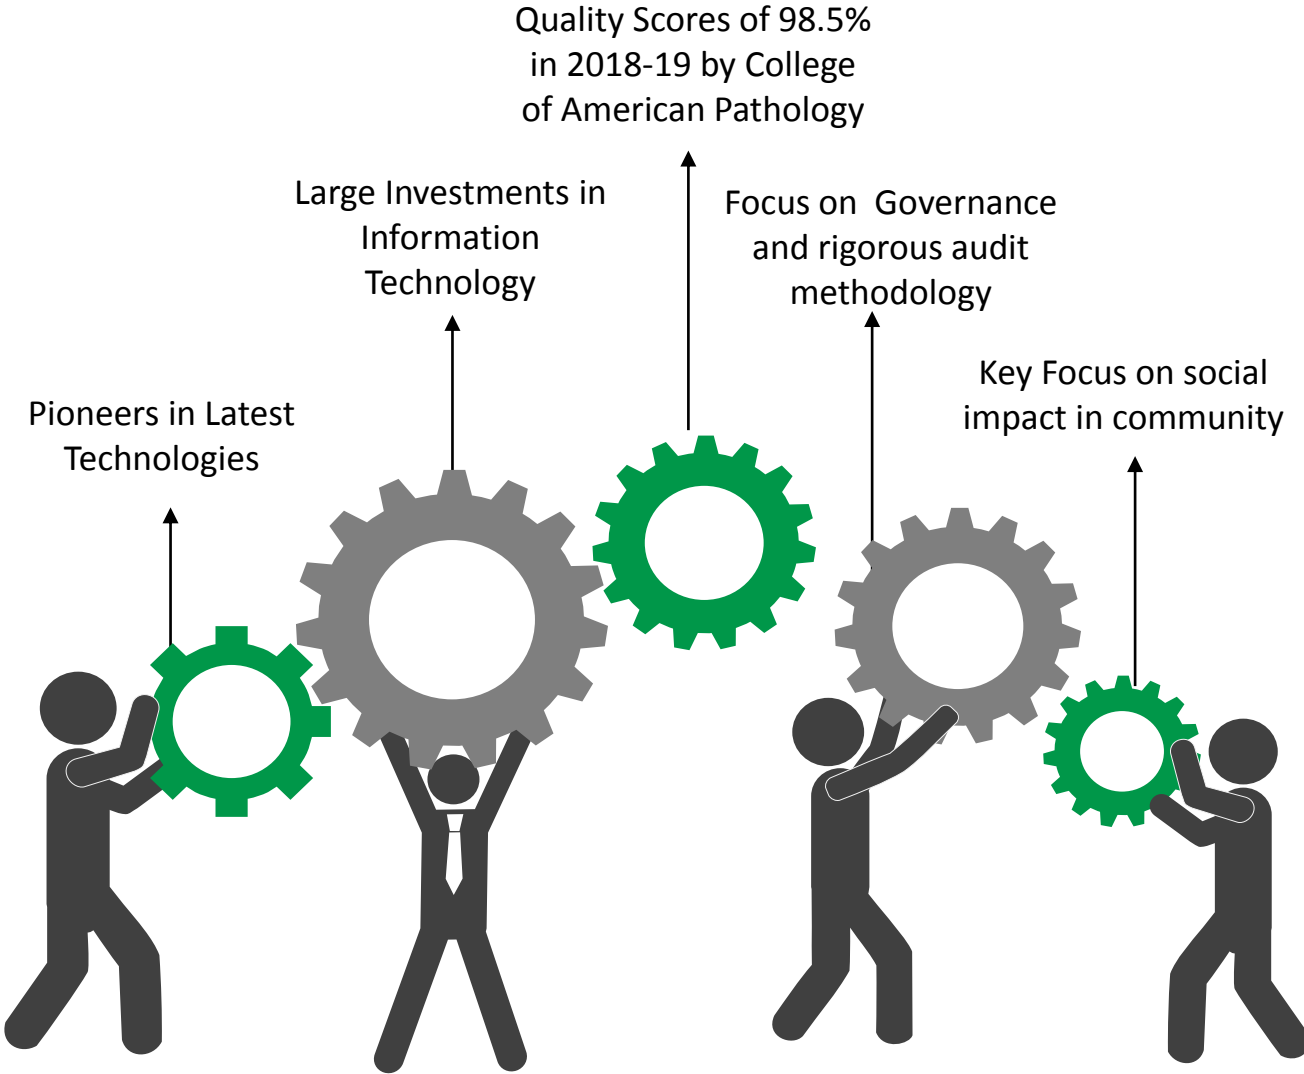 Quality Scores of 98.5%
in 2018-19 by College
of American Pathology
Large Investments in
Information
Technology
Focus on  Governance
and rigorous audit
methodology
Key Focus on social
impact in community
Pioneers in Latest
Technologies